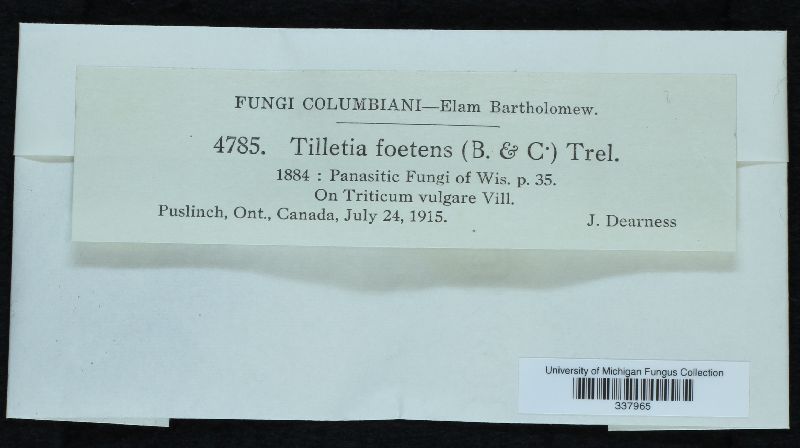 FUNGI COLUMBIANI—Elam Bartholomew.
4785. Tilletia foetens (B. & C·) Trel.
1884 : Panasitic Fungi of Wis. p. 35.
On Triticum vulgare Vill.
Puslinch, Ont., Canada, July 24, 1915. J. Dearness
University of Michigan Fungus Collection
337965